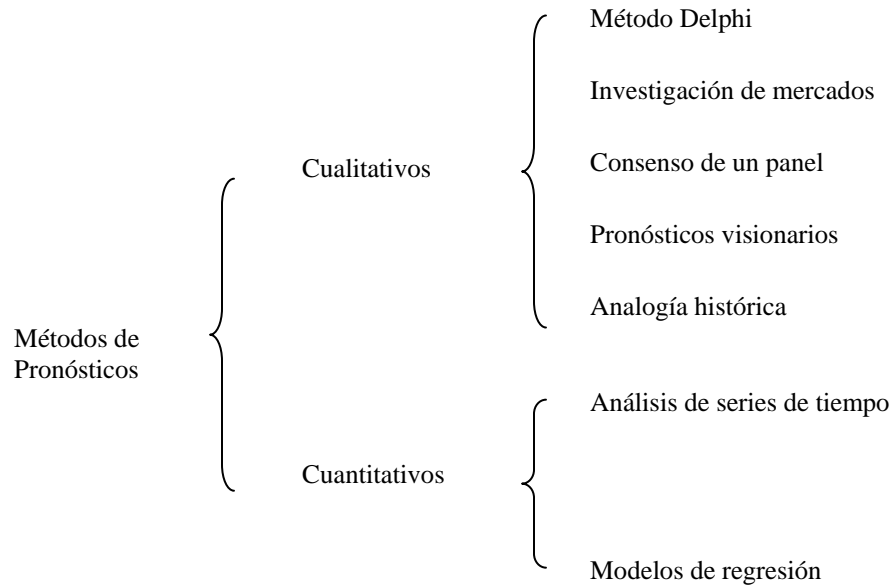 Métodos de
Pronósticos
Cualitativos
Método Delphi
Investigación de mercados
Consenso de un panel
Pronósticos visionarios
Analogía histórica
Cuantitativos
Análisis de series de tiempo
Modelos de regresión